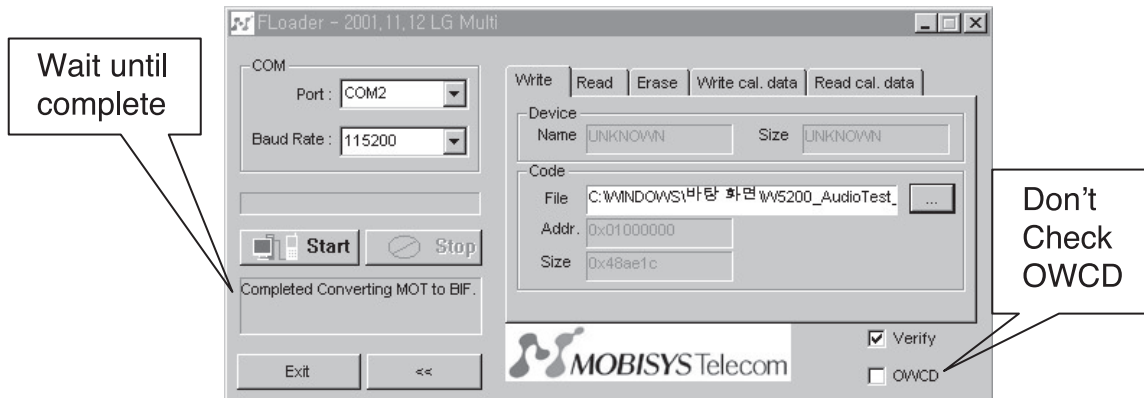 FLoader - 2001,11,12 LG Multi
Wait until
complete
COM
Port : COM2
Baud Rate : 115200
Start
Stop
Completed Converting MOT to BIF.
Exit
<<
Write Read Erase Write cal. data Read cal. data
Device
Name UNKNOWN Size UNKNOWN
Code
File C:\WINDOWS\바탕 화면\W5200_AudioTest_ ...
Addr. 0x01000000
Size 0x48ae1c
MOBISYS Telecom
Verify
OWCD
Don't
Check
OWCD